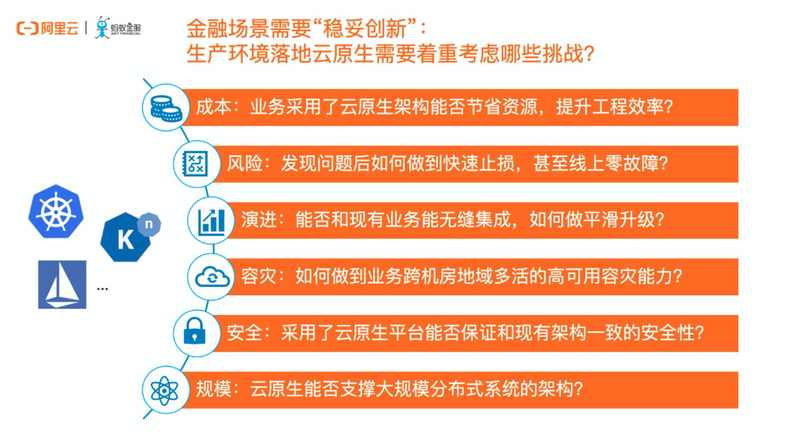 阿里云
蚂蚁金服
ANT FINANCIAL
金融场景需要“稳妥创新”：
生产环境落地云原生需要着重考虑哪些挑战？
成本：业务采用了云原生架构能否节省资源，提升工程效率？
风险：发现问题后如何做到快速止损，甚至线上零故障？
演进：能否和现有业务能无缝集成，如何做平滑升级？
容灾：如何做到业务跨机房地域多活的高可用容灾能力？
安全：采用了云原生平台能否保证和现有架构一致的安全性？
规模：云原生能否支撑大规模分布式系统的架构？
K
n
...